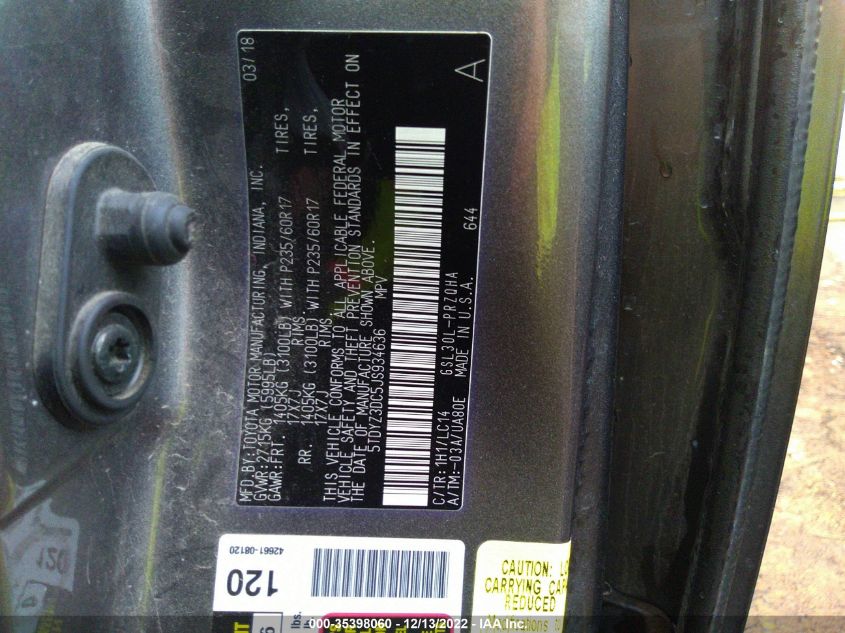 MFD.BY:TOYOTA MOTOR MANUFACTURING, INDIANA, INC. 03/18
GVWR:2715KG( 5995LB)
GAWR:FRT. 1405KG (3100LB) WITH P235/60R17 TIRES,
17X7J RIMS,
RR. 1405KG (3100LB) WITH P235/60R17 TIRES,
17X7J RIMS,
THIS VEHICLE CONFORMS TO ALL APPLICABLE FEDERAL MOTOR
VEHICLE SAFETY AND THEFT PREVENTION STANDARDS IN EFFECT ON
THE DATE OF MANUFACTURE SHOWN ABOVE.
5TDYZ3DC5JS934636 MPV
C/TR:1H1/LC14 GSL30L-PRZQHA 644
A/TM:-03A/UA80E MADE IN U.S.A. A
42661-08120
120
CAUTION:
CARRYING
REDUCED
120
000-35398060 - 12/13/2022 - IAA Inc.